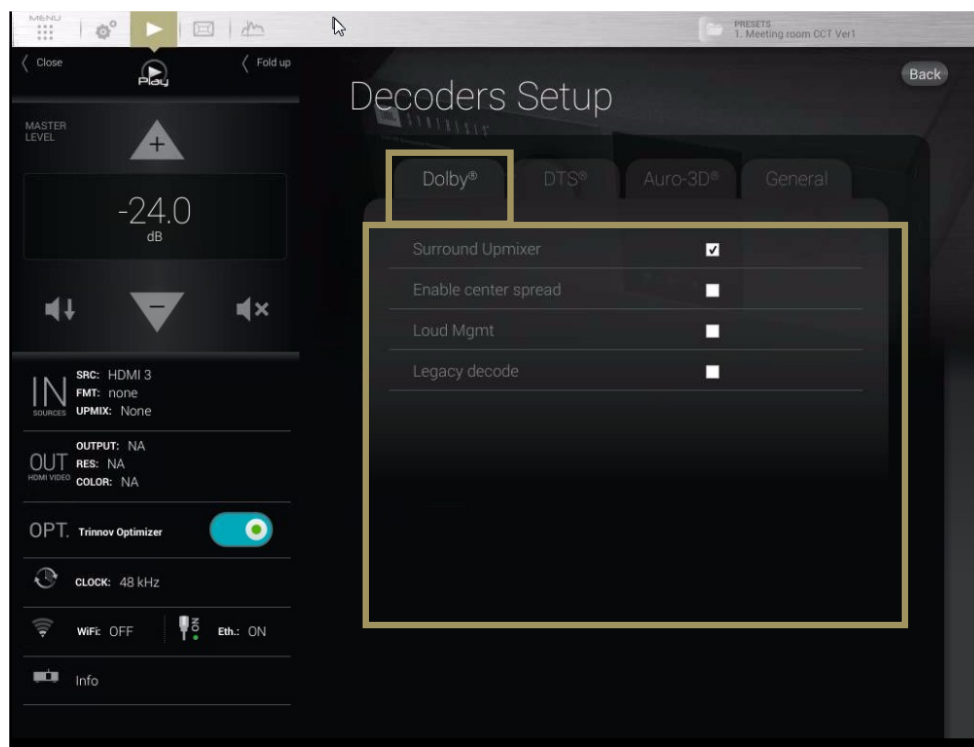 MENU
PRESETS
1. Meeting room CCT Ver1
Close
Play
Fold up
Back
Decoders Setup
SYNTHESIS
MASTER
LEVEL
+
-24.0
dB
−
Dolby®
DTS®
Auro-3D®
General
Surround Upmixer
Enable center spread
Loud Mgmt
Legacy decode
IN
SOURCES
SRC: HDMI 3
FMT: none
UPMIX: None
OUT
HDMI VIDEO
OUTPUT: NA
RES: NA
COLOR: NA
OPT. Trinnov Optimizer
CLOCK: 48 kHz
WiFi: OFF
ON
Eth.: ON
Info